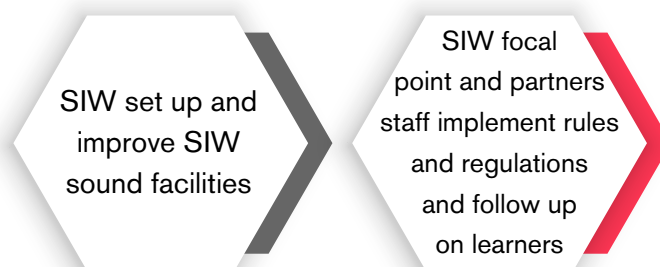 SIW set up and
improve SIW
sound facilities
SIW focal
point and partners
staff implement rules
and regulations
and follow up
on learners